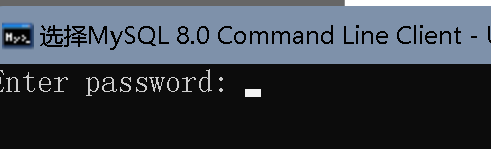 选择MySQL 8.0 Command Line Client -
Enter password: